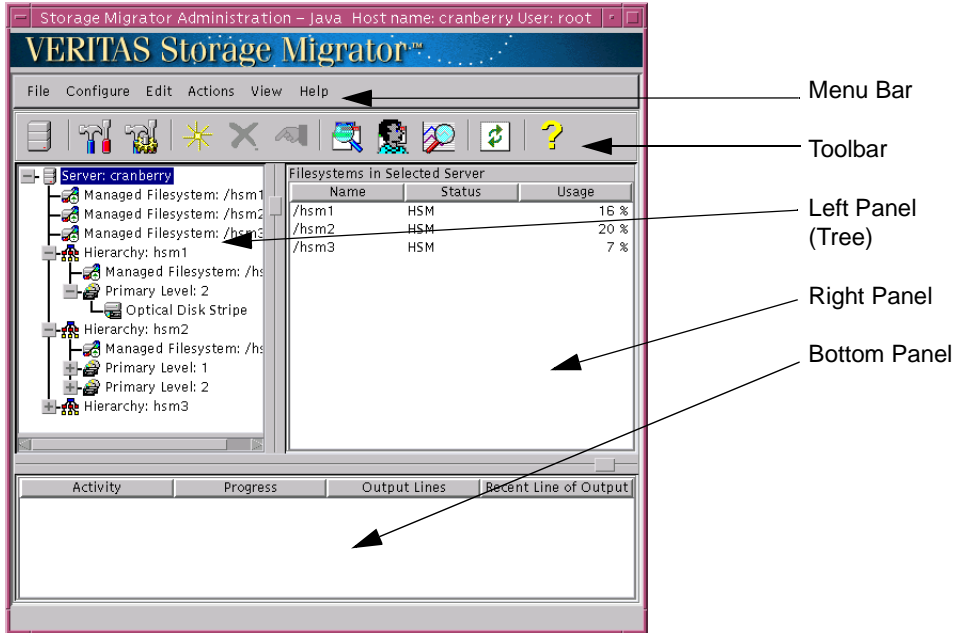 Storage Migrator Administration – Java Host name: cranberry User: root
VERITAS Storage Migrator™
File Configure Edit Actions View Help
Menu Bar
Toolbar
Server: cranberry
Managed Filesystem: /hsm1
Managed Filesystem: /hsm2
Managed Filesystem: /hsm3
Hierarchy: hsm1
Managed Filesystem: /hs
Primary Level: 2
Optical Disk Stripe
Hierarchy: hsm2
Managed Filesystem: /hs
Primary Level: 1
Primary Level: 2
Hierarchy: hsm3
Filesystems in Selected Server
Name Status Usage
/hsm1 HSM 16 %
/hsm2 HSM 20 %
/hsm3 HSM 7 %
Left Panel
(Tree)
Right Panel
Bottom Panel
Activity Progress Output Lines Recent Line of Output